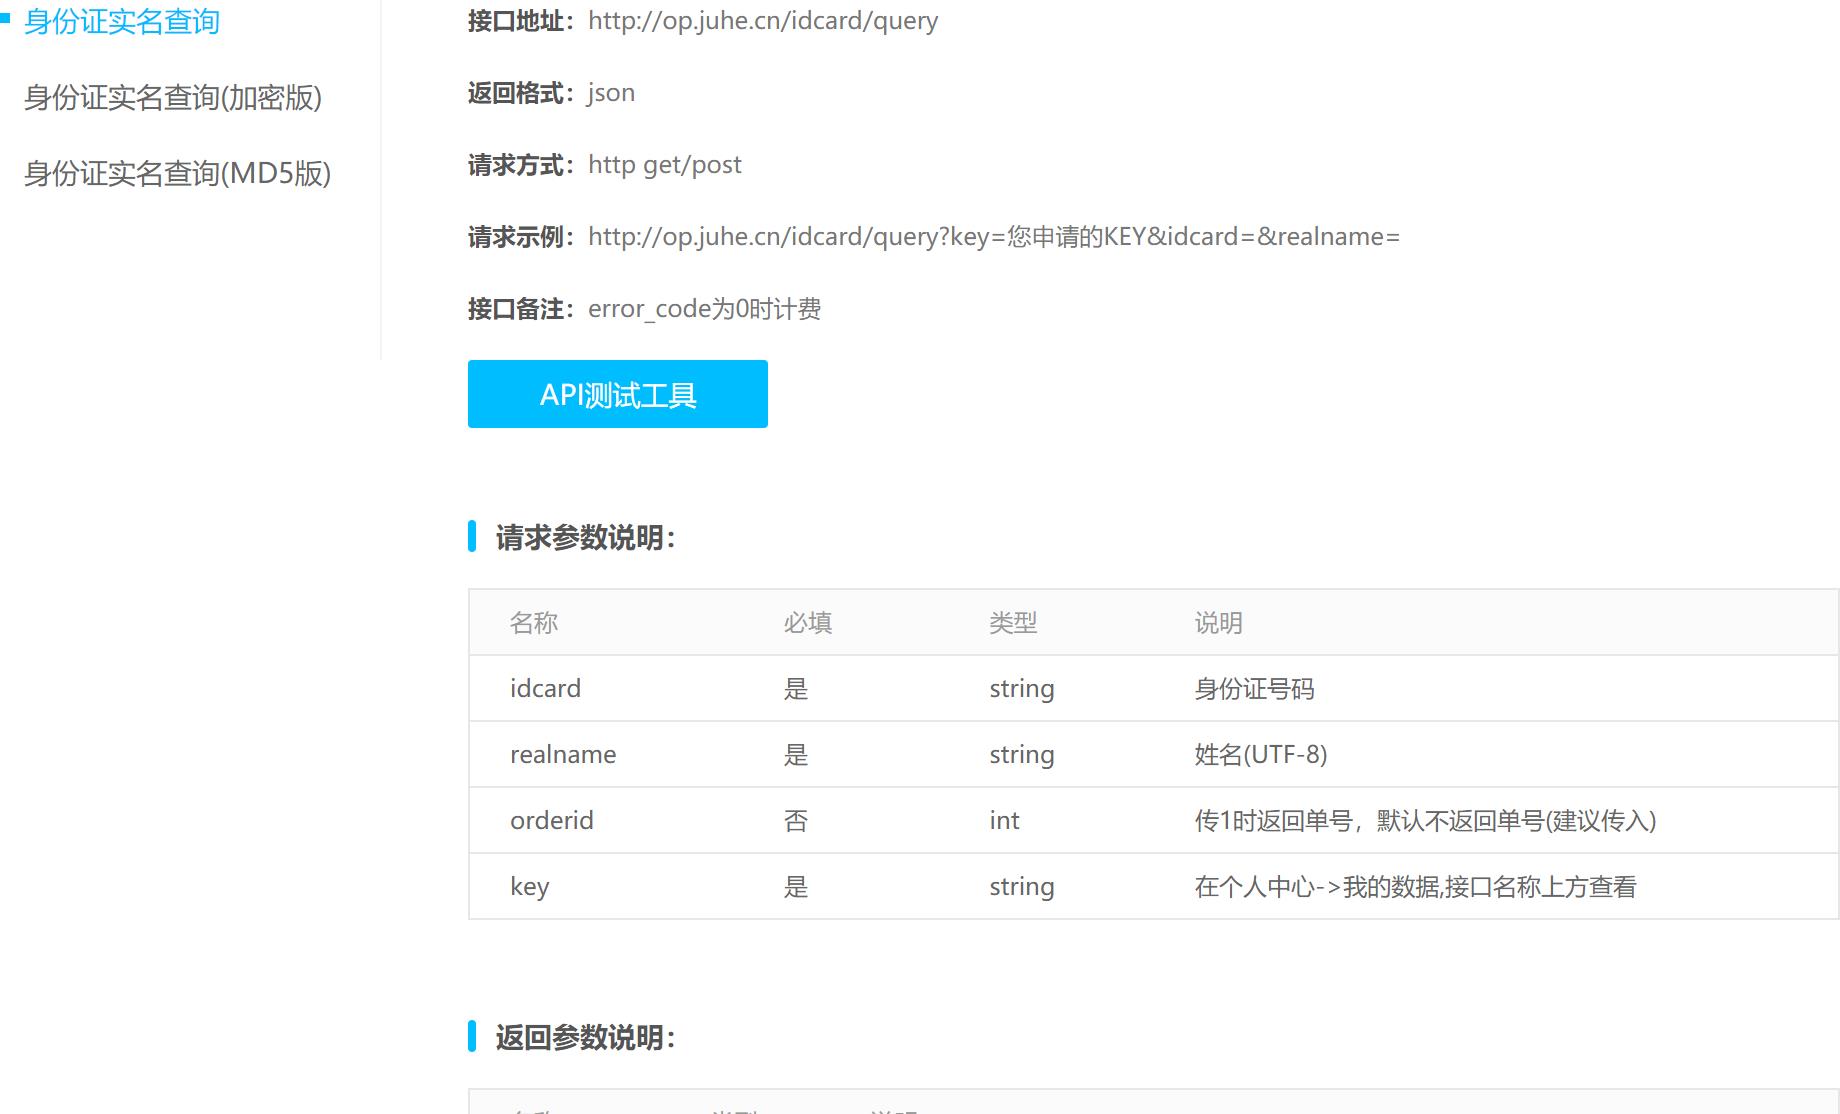 身份证实名查询
身份证实名查询(加密版)
身份证实名查询(MD5版)
接口地址：http://op.juhe.cn/idcard/query
返回格式：json
请求方式：http get/post
请求示例：http://op.juhe.cn/idcard/query?key=您申请的KEY&idcard=&realname=
接口备注：error_code为0时计费
API测试工具
请求参数说明：
名称 必填 类型 说明
idcard 是 string 身份证号码
realname 是 string 姓名(UTF-8)
orderid 否 int 传1时返回单号，默认不返回单号(建议传入)
key 是 string 在个人中心->我的数据,接口名称上方查看
返回参数说明：